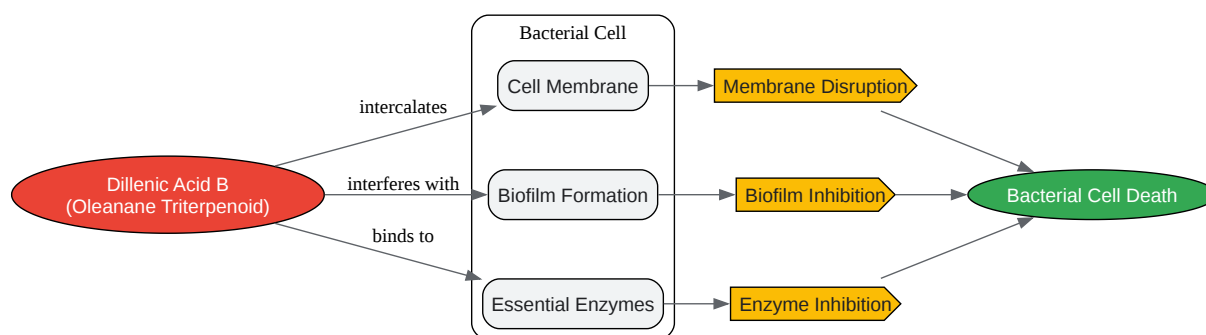 Bacterial Cell
Dillenic Acid B
(Oleanane Triterpenoid)
intercalates
interferes with
binds to
Cell Membrane
Biofilm Formation
Essential Enzymes
Membrane Disruption
Biofilm Inhibition
Enzyme Inhibition
Bacterial Cell Death